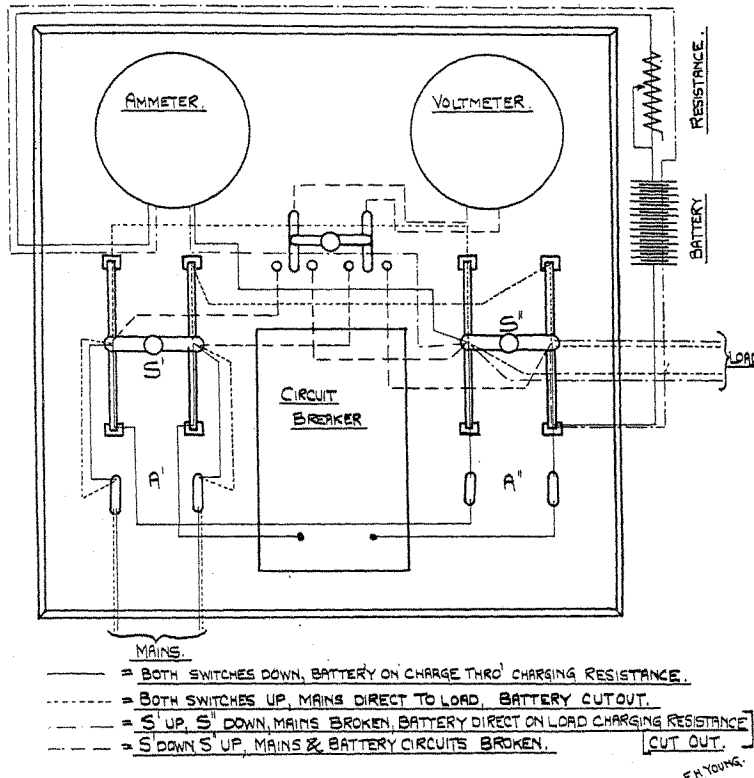 AMMETER.
VOLTMETER.
RESISTANCE.
BATTERY
S'
S"
LOAD
CIRCUIT
BREAKER
A'
A"
MAINS.
= BOTH SWITCHES DOWN, BATTERY ON CHARGE THRO' CHARGING RESISTANCE.
= BOTH SWITCHES UP, MAINS DIRECT TO LOAD, BATTERY CUTOUT.
= S' UP, S" DOWN, MAINS BROKEN, BATTERY DIRECT ON LOAD CHARGING RESISTANCE
= S' DOWN S" UP, MAINS & BATTERY CIRCUITS BROKEN. CUT OUT.
F H YOUNG.